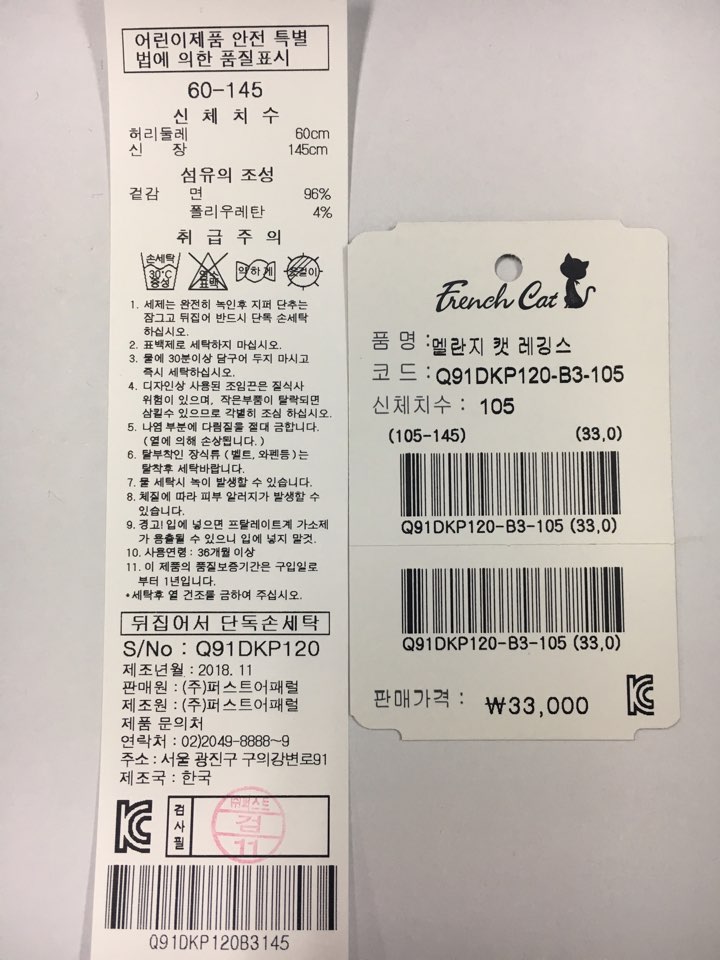 어린이제품 안전 특별
법에 의한 품질표시
60-145
신 체 치 수
허리둘레 60cm
신 장 145cm
섬유의 조성
겉감 면 96%
폴리우레탄 4%
취 급 주 의
손세탁
30°C
중성
염소
표백
약하게
옷걸이
1. 세제는 완전히 녹인후 지퍼 단추는
잠그고 뒤집어 반드시 단독 손세탁
하십시오.
2. 표백제로 세탁하지 마십시오.
3. 물에 30분이상 담구어 두지 마시고
즉시 세탁하십시오.
4. 디자인상 사용된 조임끈은 질식사
위험이 있으며, 작은부품이 탈락되면
삼킬수 있으므로 각별히 조심 하십시오.
5. 나염 부분에 다림질을 절대 금합니다.
(열에 의해 손상됩니다.)
6. 탈부착인 장식류 (벨트, 와펜등)는
탈착후 세탁바랍니다.
7. 물 세탁시 녹이 발생할 수 있습니다.
8. 체질에 따라 피부 알러지가 발생할 수
있습니다.
9. 경고! 입에 넣으면 프탈레이트계 가소제
가 용출될 수 있으니 입에 넣지 말것.
10. 사용연령 : 36개월 이상
11. 이 제품의 품질보증기간은 구입일로
부터 1년입니다.
*세탁후 열 건조를 금하여 주십시오.
뒤집어서 단독손세탁
S/No : Q91DKP120
제조년월 : 2018. 11
판매원 : (주)퍼스트어패럴
제조원 : (주)퍼스트어패럴
제품 문의처
연락처 : 02)2049-8888~9
주소 : 서울 광진구 구의강변로91
제조국 : 한국
KC
검사필
㈜퍼스트
검
11
Q91DKP120B3145
French Cat
품 명 : 멜란지 캣 레깅스
코 드 : Q91DKP120-B3-105
신체치수 : 105
(105-145) (33,0)
Q91DKP120-B3-105 (33,0)
Q91DKP120-B3-105 (33,0)
판매가격 : ₩33,000
KC